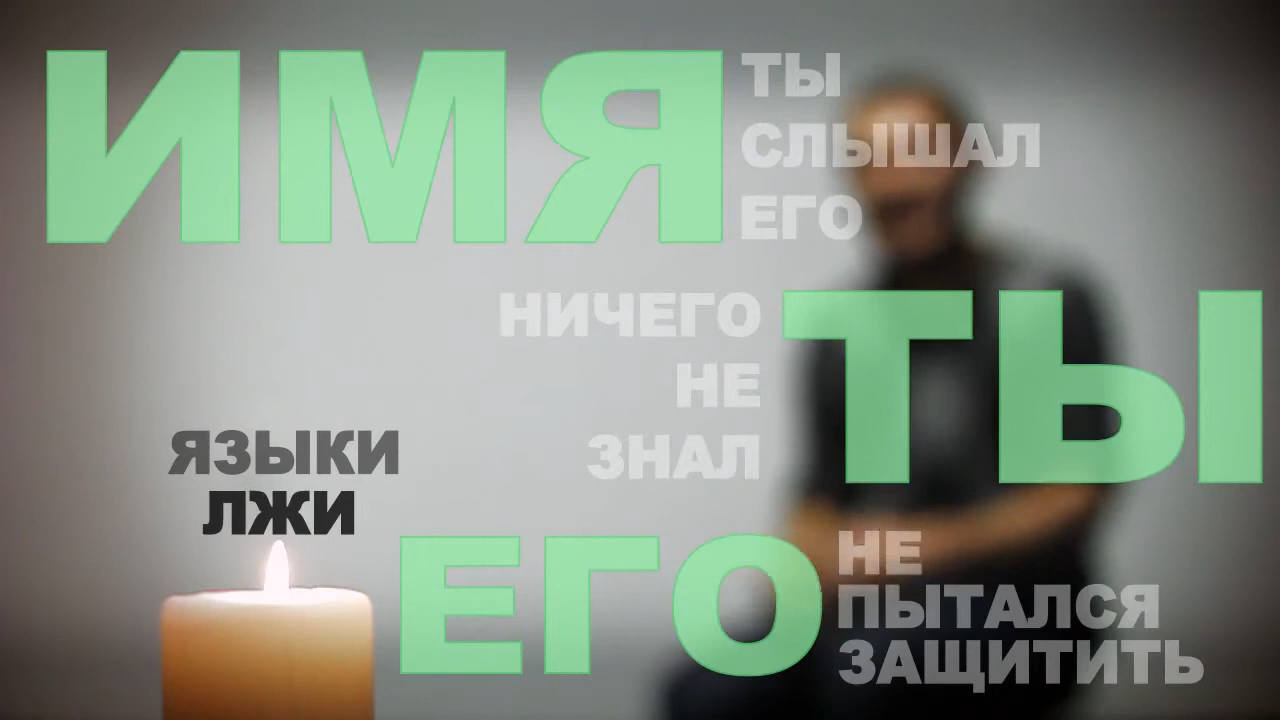 ИМЯ
ТЫ
СЛЫШАЛ
ЕГО
НИЧЕГО
НЕ
ЗНАЛ
ТЫ
ЯЗЫКИ
ЛЖИ
ЕГО
НЕ
ПЫТАЛСЯ
ЗАЩИТИТЬ